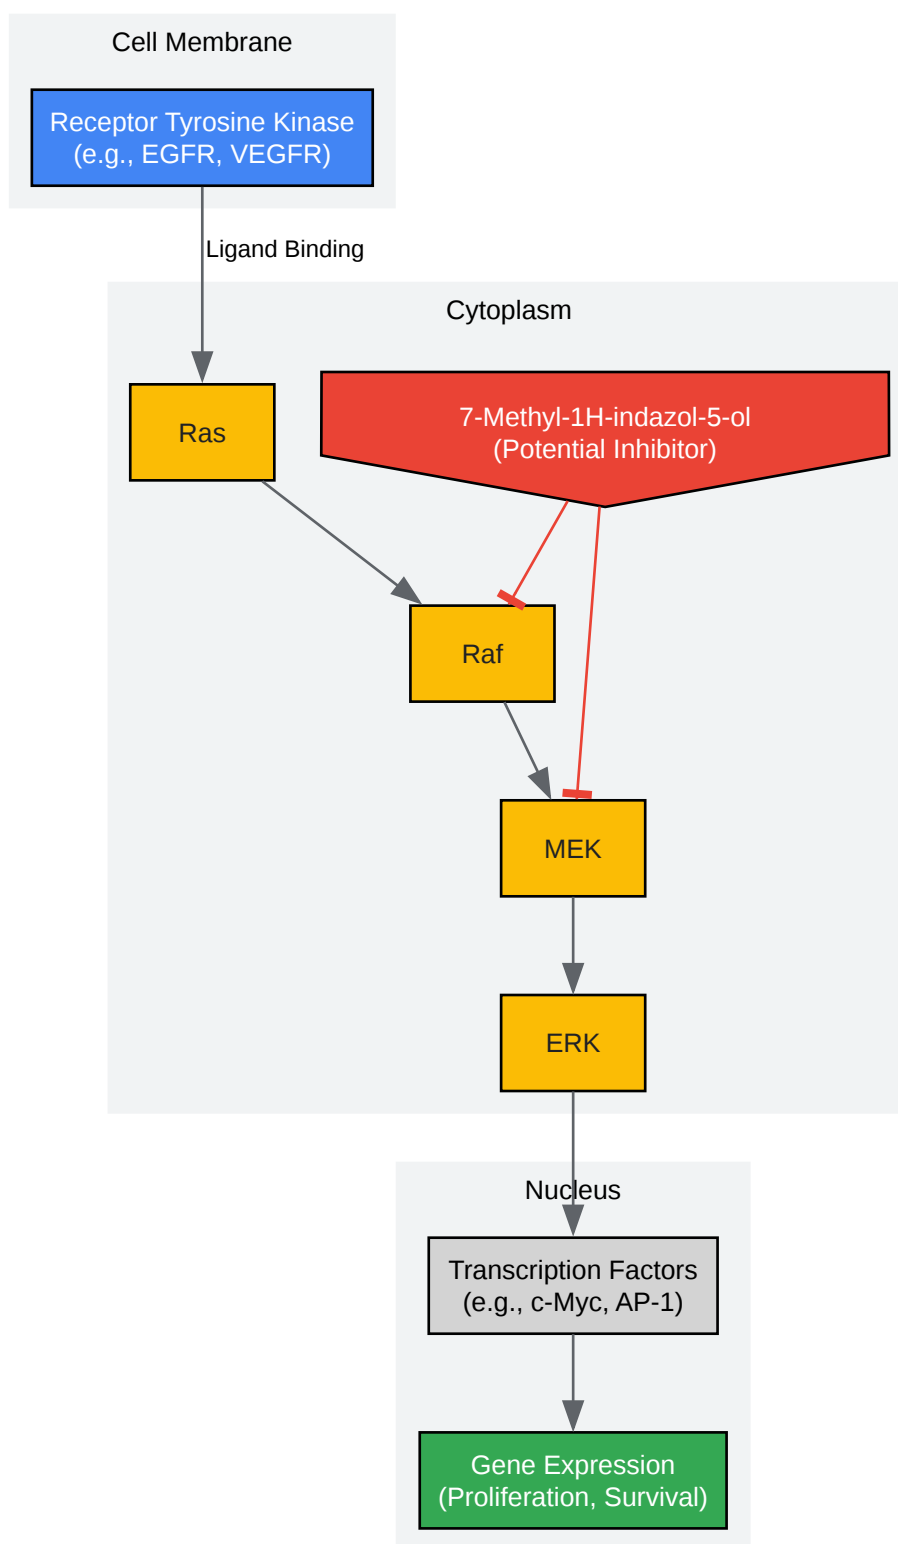 Cell Membrane
Receptor Tyrosine Kinase
(e.g., EGFR, VEGFR)
Ligand Binding
Cytoplasm
Ras
7-Methyl-1H-indazol-5-ol
(Potential Inhibitor)
Raf
MEK
ERK
Nucleus
Transcription Factors
(e.g., c-Myc, AP-1)
Gene Expression
(Proliferation, Survival)